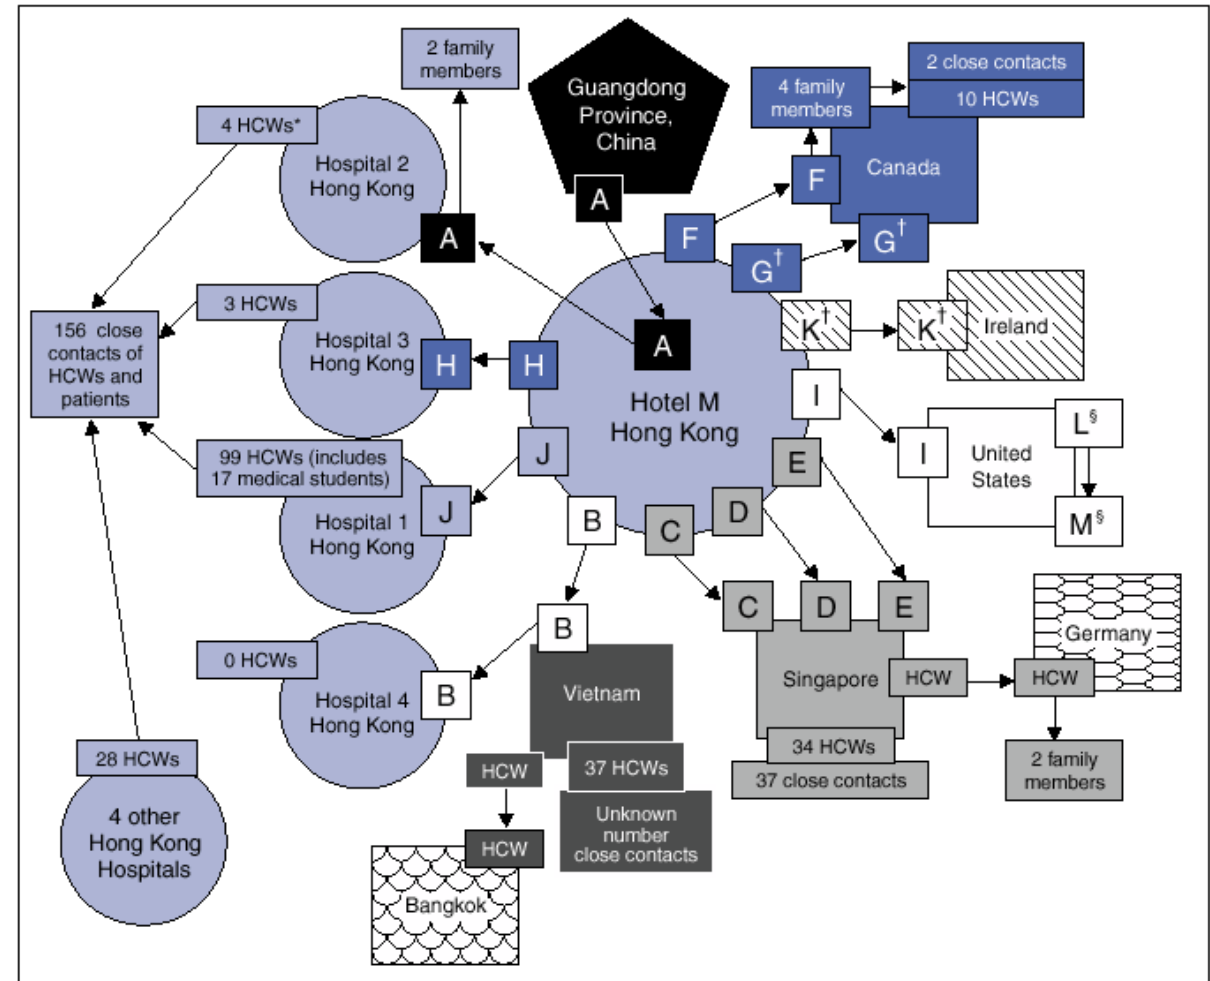 2 family
members
Guangdong
Province,
China
A
4 family
members
2 close contacts
10 HCWs
4 HCWs*
Hospital 2
Hong Kong
A
F
Canada
F
G†
G†
3 HCWs
Hospital 3
Hong Kong
H
H
A
Hotel M
Hong Kong
K†
K†
Ireland
156 close
contacts of
HCWs and
patients
I
I
United
States
L§
M§
99 HCWs (includes
17 medical students)
Hospital 1
Hong Kong
J
J
B
C
D
E
B
C
D
E
Singapore
HCW
HCW
Germany
34 HCWs
37 close contacts
2 family
members
0 HCWs
Hospital 4
Hong Kong
B
Vietnam
HCW
37 HCWs
Unknown
number
close contacts
HCW
Bangkok
28 HCWs
4 other
Hong Kong
Hospitals